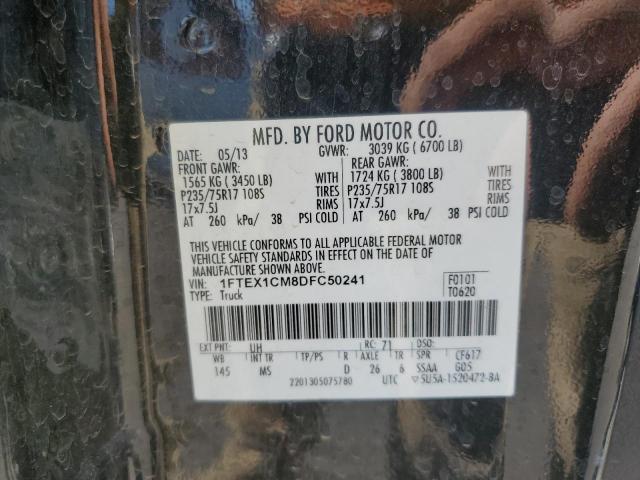 MFD. BY FORD MOTOR CO.
DATE: 05/13 GVWR: 3039 KG ( 6700 LB)
FRONT GAWR: REAR GAWR:
1565 KG ( 3450 LB) WITH 1724 KG ( 3800 LB) WITH
P235/75R17 108S TIRES P235/75R17 108S TIRES
17x7.5J RIMS 17x7.5J RIMS
AT 260 kPa/ 38 PSI COLD AT 260 kPa/ 38 PSI COLD
THIS VEHICLE CONFORMS TO ALL APPLICABLE FEDERAL MOTOR
VEHICLE SAFETY STANDARDS IN EFFECT ON THE DATE OF
MANUFACTURE SHOWN ABOVE.
VIN: 1FTEX1CM8DFC50241 F0101
TYPE: Truck T0620
EXT PNT: UH RC: 71 DSO:
WB INT TR TP/PS R AXLE TR SPR CF617
145 MS D 26 6 SSAA G05
2201305075780 UTC ▽5U5A-1520472-BA